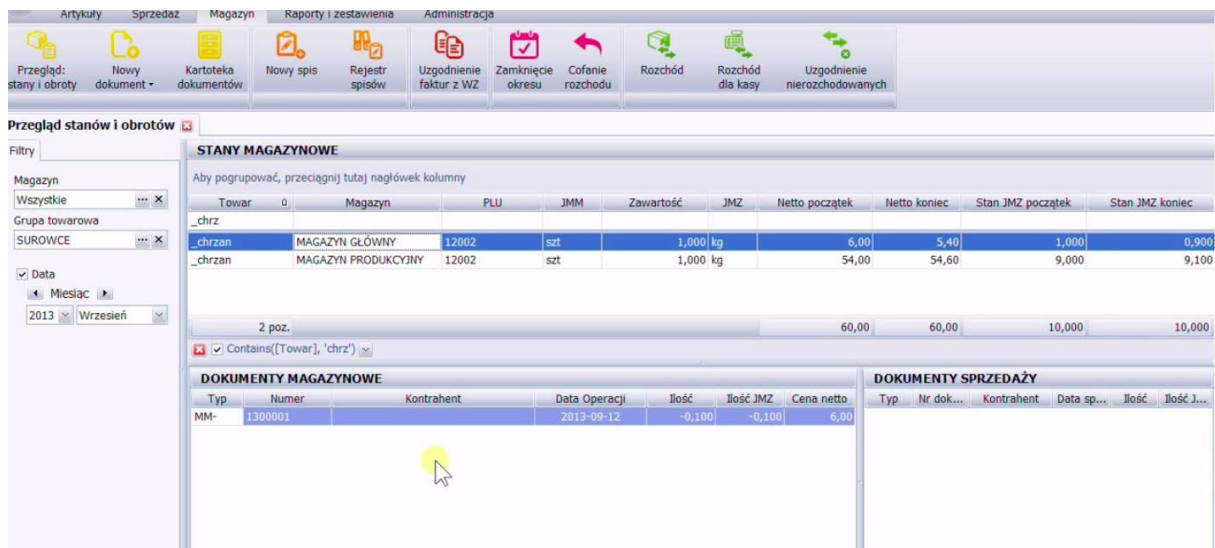 Artykuły Sprzedaż Magazyn Raporty i zestawienia Administracja
Przegląd: stany i obroty
Nowy dokument
Kartoteka dokumentów
Nowy spis
Rejestr spisów
Uzgodnienie faktur z WZ
Zamknięcie okresu
Cofanie rozchodu
Rozchód
Rozchód dla kasy
Uzgodnienie nierozchodowanych
Przegląd stanów i obrotów
Filtry
Magazyn
Wszystkie
Grupa towarowa
SUROWCE
Data
Miesiac
2013 Wrzesień
STANY MAGAZYNOWE
Aby pogrupować, przeciągnij tutaj nagłówek kolumny
Towar Magazyn PLU JMM Zawartość JMZ Netto początek Netto koniec Stan JMZ początek Stan JMZ koniec
_chrz
_chrzan MAGAZYN GŁÓWNY 12002 szt 1,000 kg 6,00 5,40 1,000 0,900
_chrzan MAGAZYN PRODUKCYJNY 12002 szt 1,000 kg 54,00 54,60 9,000 9,100
2 poz. 60,00 60,00 10,000 10,000
Contains([Towar], 'chrz')
DOKUMENTY MAGAZYNOWE
Typ Numer Kontrahent Data Operacji Ilość Ilość JMZ Cena netto
MM- 1300001 2013-09-12 -0,100 -0,100 6,00
DOKUMENTY SPRZEDAŻY
Typ Nr dok... Kontrahent Data sp... Ilość Ilość J...